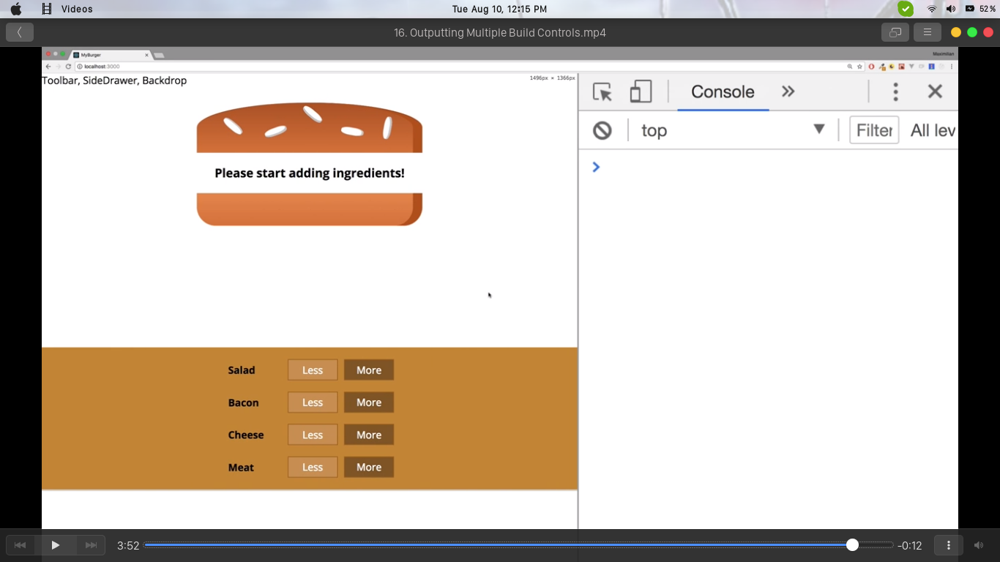 Videos
Tue Aug 10, 12:15 PM
52%
16. Outputting Multiple Build Controls.mp4
MyBurger
Maximilian
localhost:3000
Toolbar, SideDrawer, Backdrop
1496px × 1366px
Console
top
Filter
All lev
Please start adding ingredients!
Salad Less More
Bacon Less More
Cheese Less More
Meat Less More
3:52
-0:12